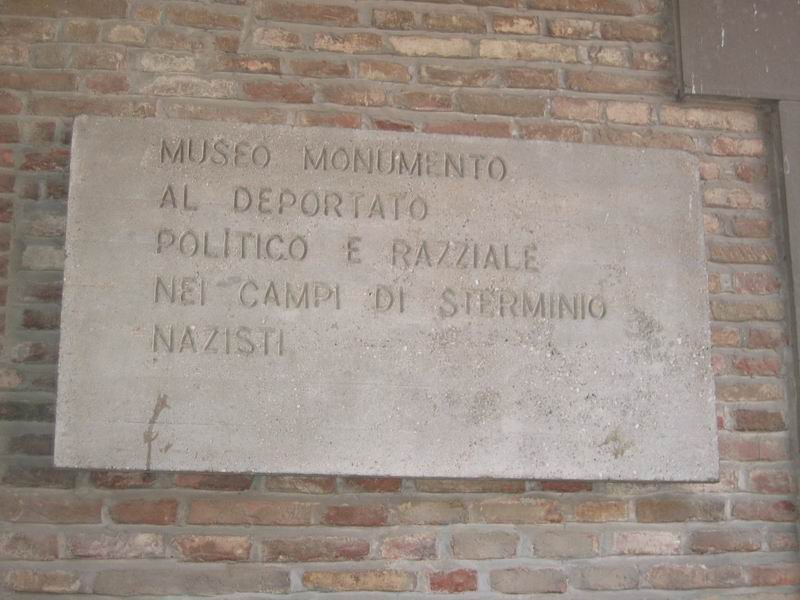 MUSEO MONUMENTO
AL DEPORTATO
POLITICO E RAZZIALE
NEI CAMPI DI STERMINIO
NAZISTI